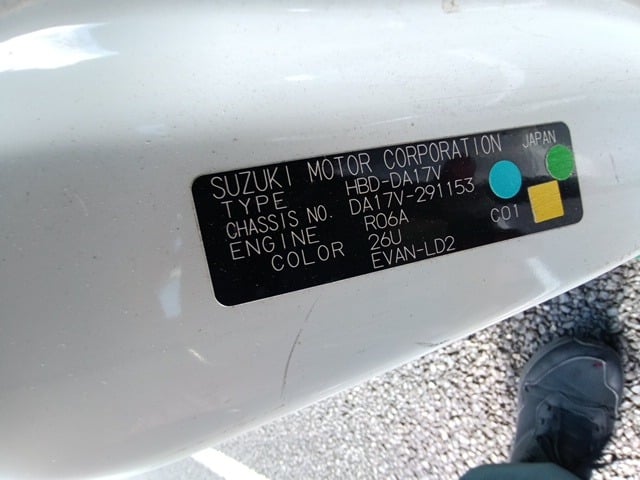 SUZUKI MOTOR CORPORATION JAPAN
TYPE HBD-DA17V
CHASSIS NO. DA17V-291153
ENGINE R06A C01
COLOR 26U
EVAN-LD2